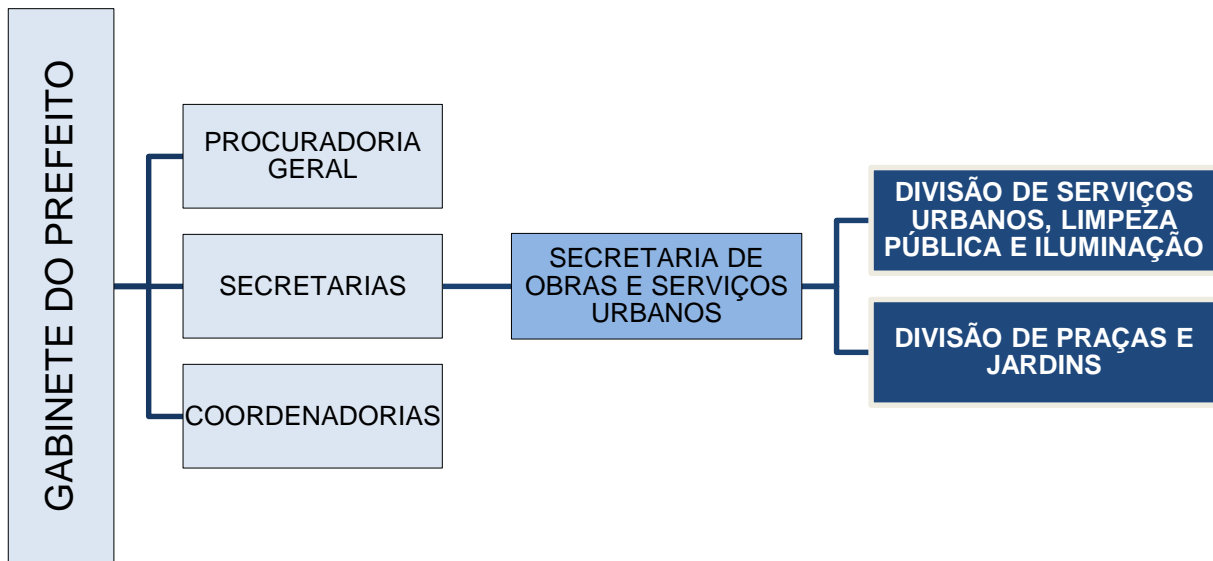 GABINETE DO PREFEITO
PROCURADORIA
GERAL
SECRETARIAS
COORDENADORIAS
SECRETARIA DE
OBRAS E SERVIÇOS
URBANOS
DIVISÃO DE SERVIÇOS
URBANOS, LIMPEZA
PÚBLICA E ILUMINAÇÃO
DIVISÃO DE PRAÇAS E
JARDINS